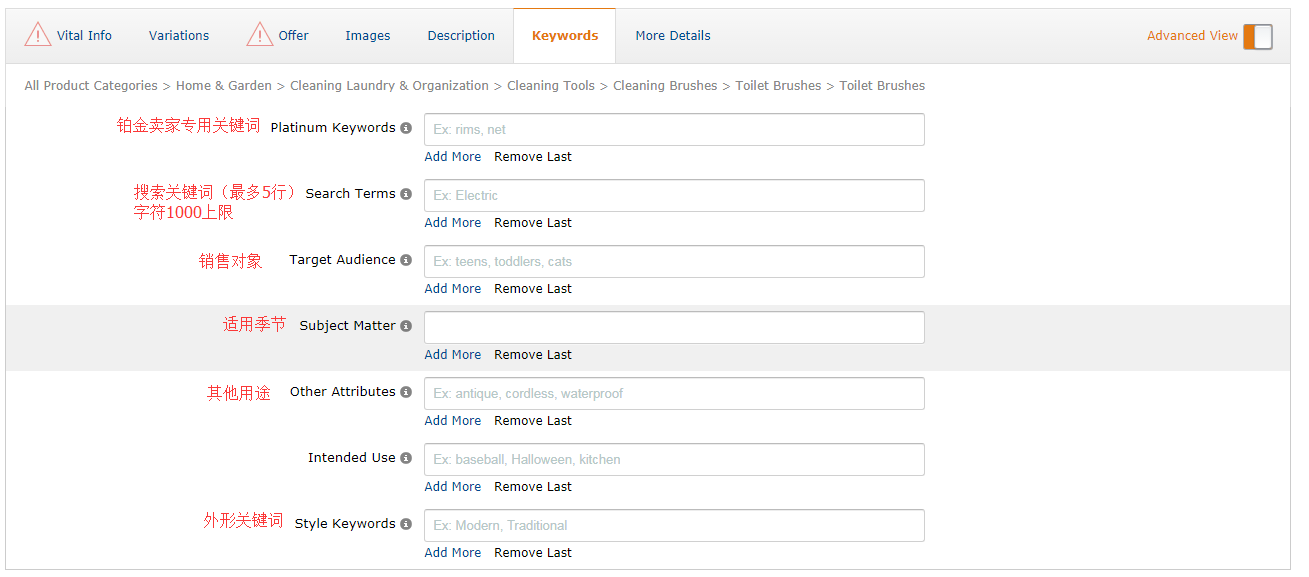 Vital Info Variations Offer Images Description Keywords More Details Advanced View
All Product Categories > Home & Garden > Cleaning Laundry & Organization > Cleaning Tools > Cleaning Brushes > Toilet Brushes > Toilet Brushes
铂金卖家专用关键词 Platinum Keywords Ex: rims, net
Add More Remove Last
搜索关键词（最多5行） Search Terms Ex: Electric
字符1000上限
Add More Remove Last
销售对象 Target Audience Ex: teens, toddlers, cats
Add More Remove Last
适用季节 Subject Matter
Add More Remove Last
其他用途 Other Attributes Ex: antique, cordless, waterproof
Add More Remove Last
Intended Use Ex: baseball, Halloween, kitchen
Add More Remove Last
外形关键词 Style Keywords Ex: Modern, Traditional
Add More Remove Last